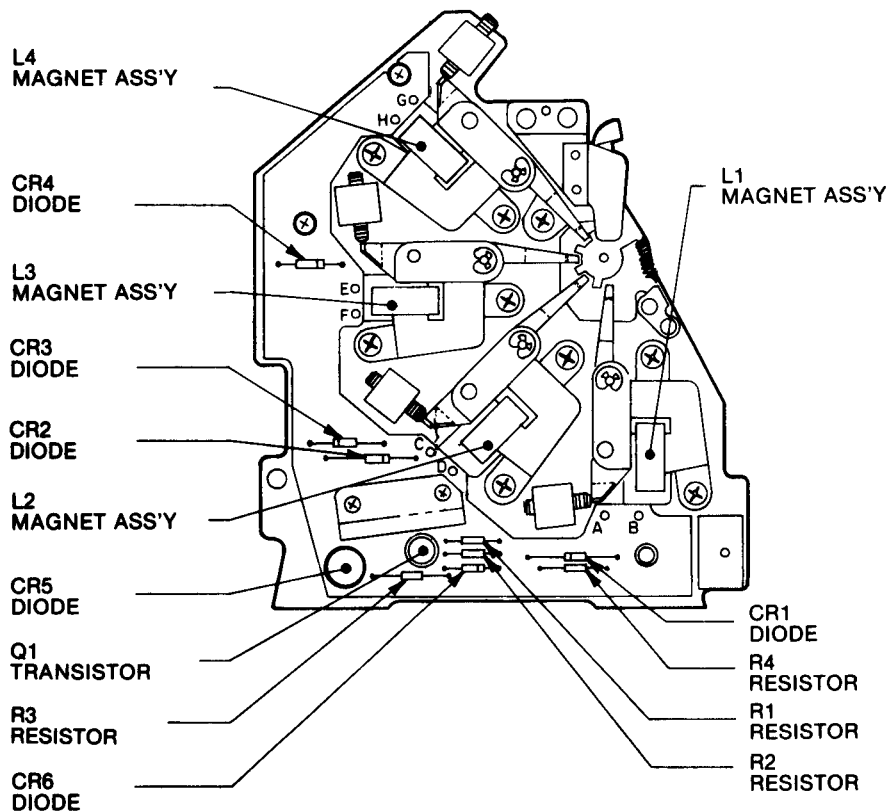 L4
MAGNET ASS'Y
CR4
DIODE
L3
MAGNET ASS'Y
CR3
DIODE
CR2
DIODE
L2
MAGNET ASS'Y
CR5
DIODE
Q1
TRANSISTOR
R3
RESISTOR
CR6
DIODE
G
H
E
F
C
D
A B
L1
MAGNET ASS'Y
CR1
DIODE
R4
RESISTOR
R1
RESISTOR
R2
RESISTOR